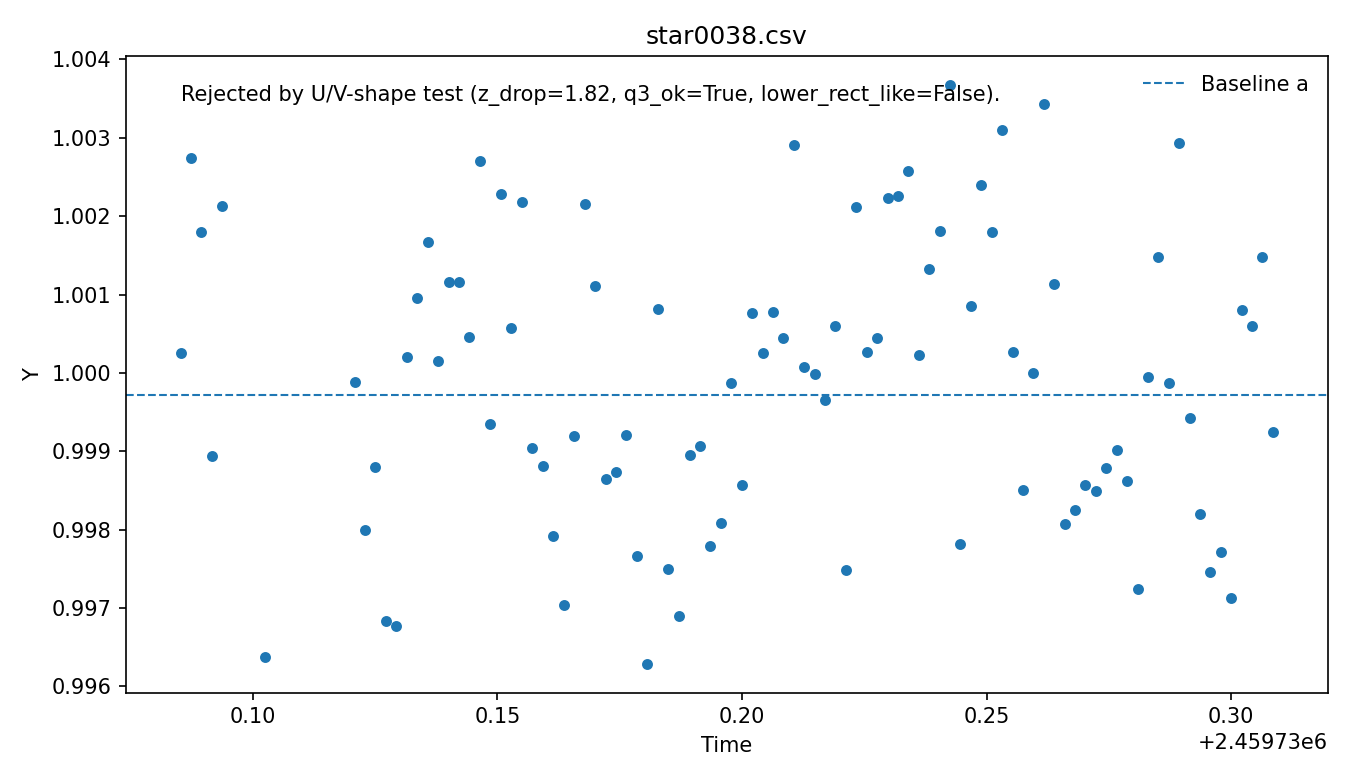 star0038.csv
Rejected by U/V-shape test (z_drop=1.82, q3_ok=True, lower_rect_like=False).
Baseline a
1.004
1.003
1.002
1.001
1.000
0.999
0.998
0.997
0.996
Y
0.10 0.15 0.20 0.25 0.30
Time
+2.45973e6